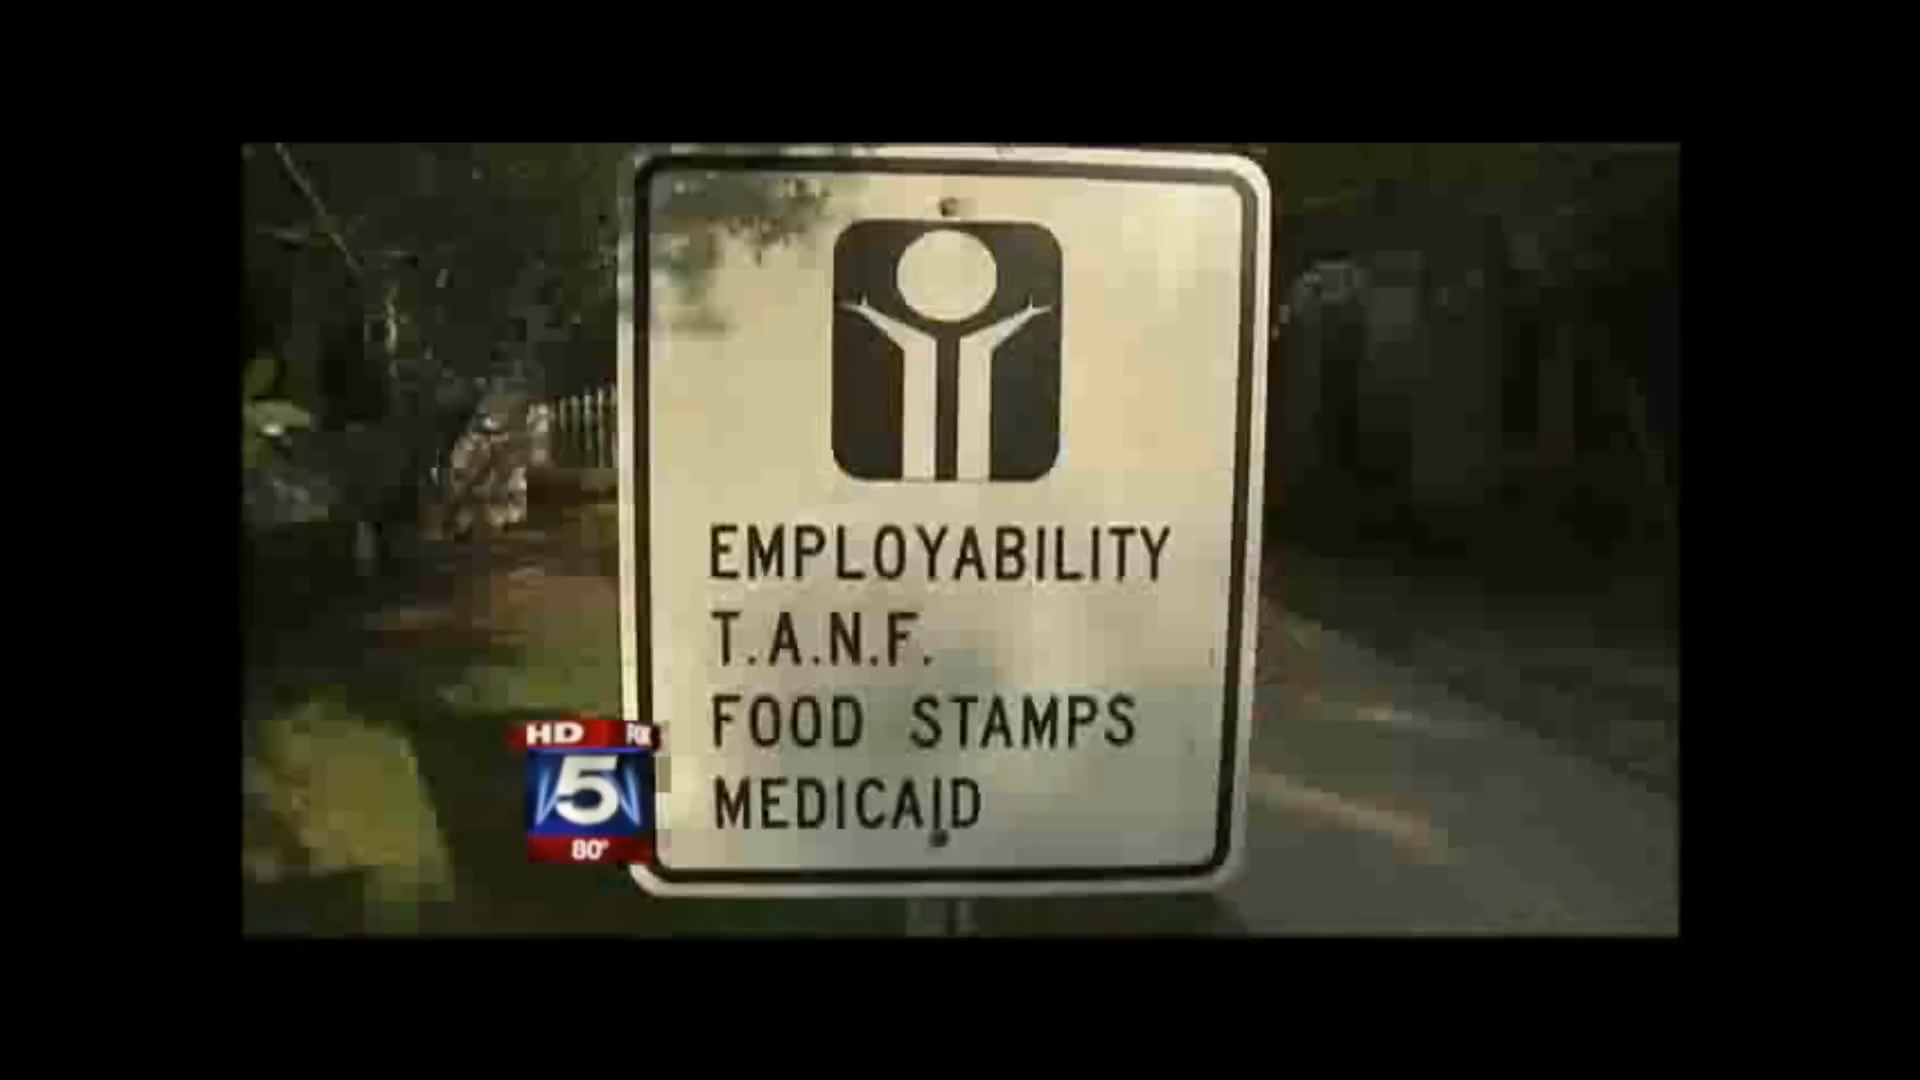 EMPLOYABILITY
T.A.N.F.
FOOD STAMPS
MEDICAID
HD FOX
5
80°